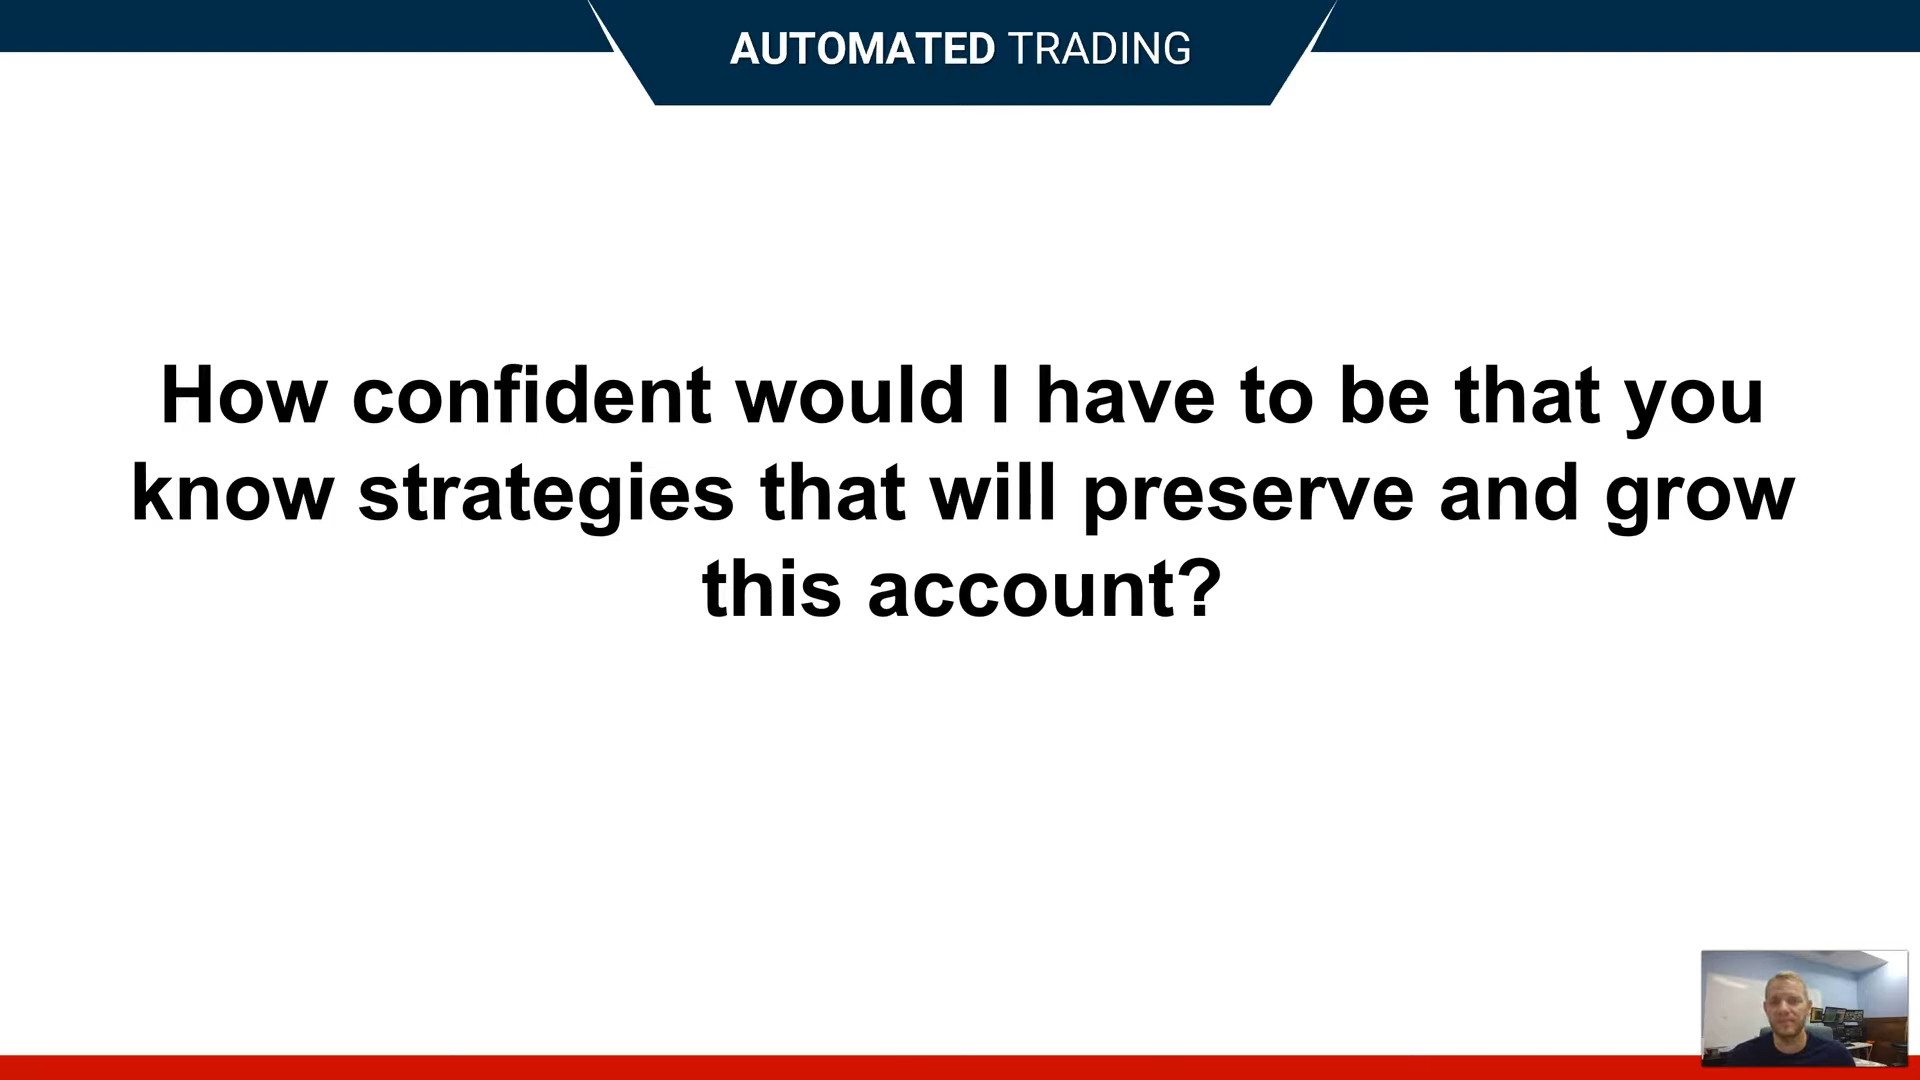 AUTOMATED TRADING
How confident would I have to be that you
know strategies that will preserve and grow
this account?